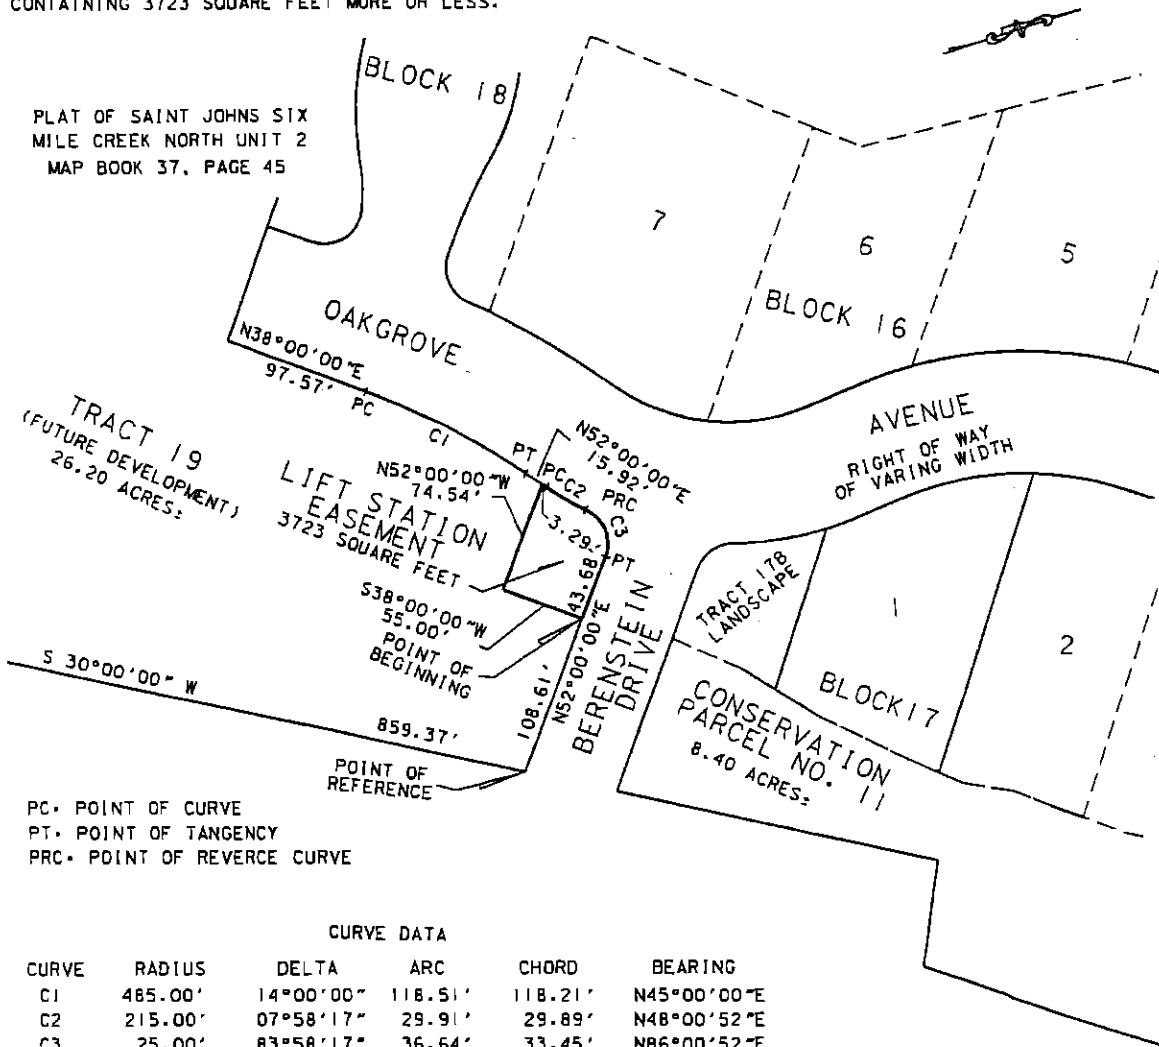 CONTAINING 3723 SQUARE FEET MORE OR LESS.
PLAT OF SAINT JOHNS SIX
MILE CREEK NORTH UNIT 2
MAP BOOK 37, PAGE 45
BLOCK 18
7
6
5
BLOCK 16
OAKGROVE
AVENUE
RIGHT OF WAY
OF VARING WIDTH
N38°00'00"E
97.57'
PC
C1
PT
PC
C2
PRC
C3
PT
N52°00'00"E
15.92'
TRACT 19
(FUTURE DEVELOPMENT)
26.20 ACRES±
N52°00'00"W
74.54'
LIFT STATION
EASEMENT
3723 SQUARE FEET
3.29'
43.68'
S38°00'00"W
55.00'
POINT OF
BEGINNING
108.61'
N52°00'00"E
BERENSTEIN
DRIVE
TRACT 17B
LANDSCAPE
1
2
BLOCK 17
CONSERVATION
PARCEL NO. 11
8.40 ACRES±
S 30°00'00" W
859.37'
POINT OF
REFERENCE
PC• POINT OF CURVE
PT• POINT OF TANGENCY
PRC• POINT OF REVERCE CURVE
CURVE DATA
CURVE RADIUS DELTA ARC CHORD BEARING
C1 485.00' 14°00'00" 118.51' 118.21' N45°00'00"E
C2 215.00' 07°58'17" 29.91' 29.89' N48°00'52"E
C3 25.00' 83°58'17" 36.64' 33.45' N86°00'52"E